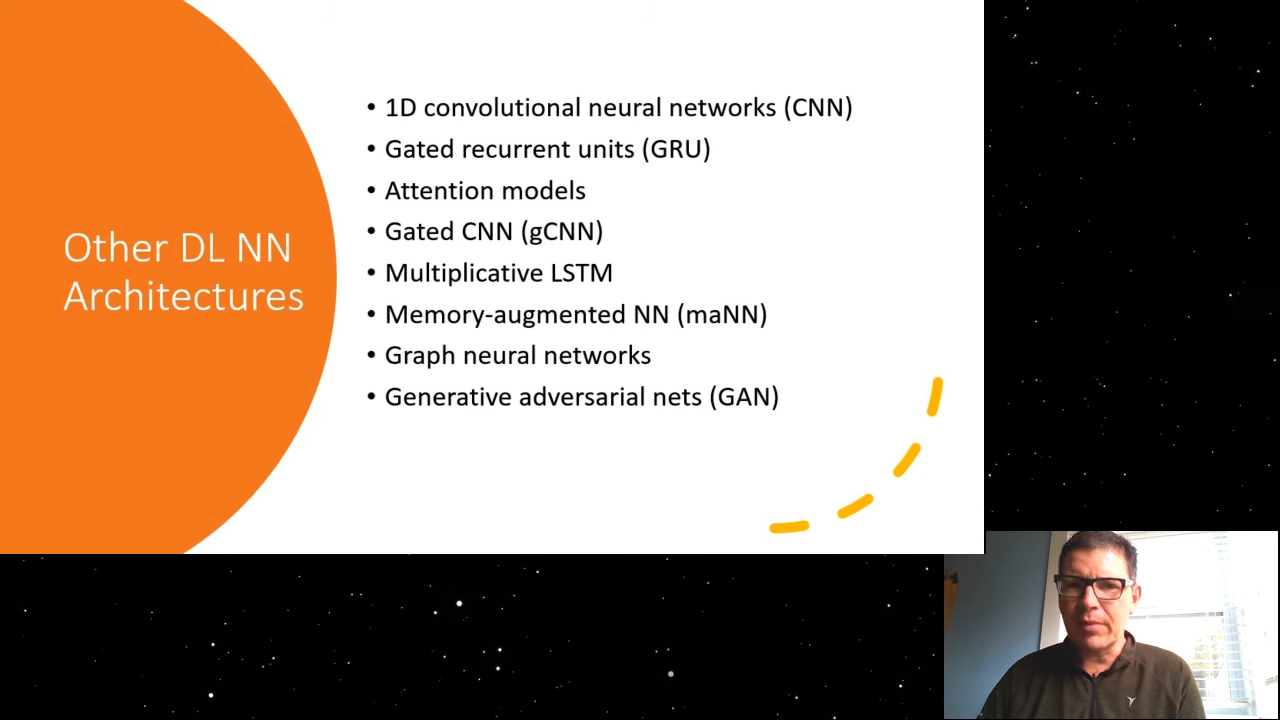 Other DL NN
Architectures
• 1D convolutional neural networks (CNN)
• Gated recurrent units (GRU)
• Attention models
• Gated CNN (gCNN)
• Multiplicative LSTM
• Memory-augmented NN (maNN)
• Graph neural networks
• Generative adversarial nets (GAN)